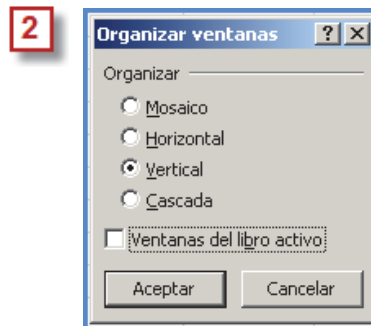 2
Organizar ventanas
Organizar
Mosaico
Horizontal
Vertical
Cascada
Ventanas del libro activo
Aceptar Cancelar